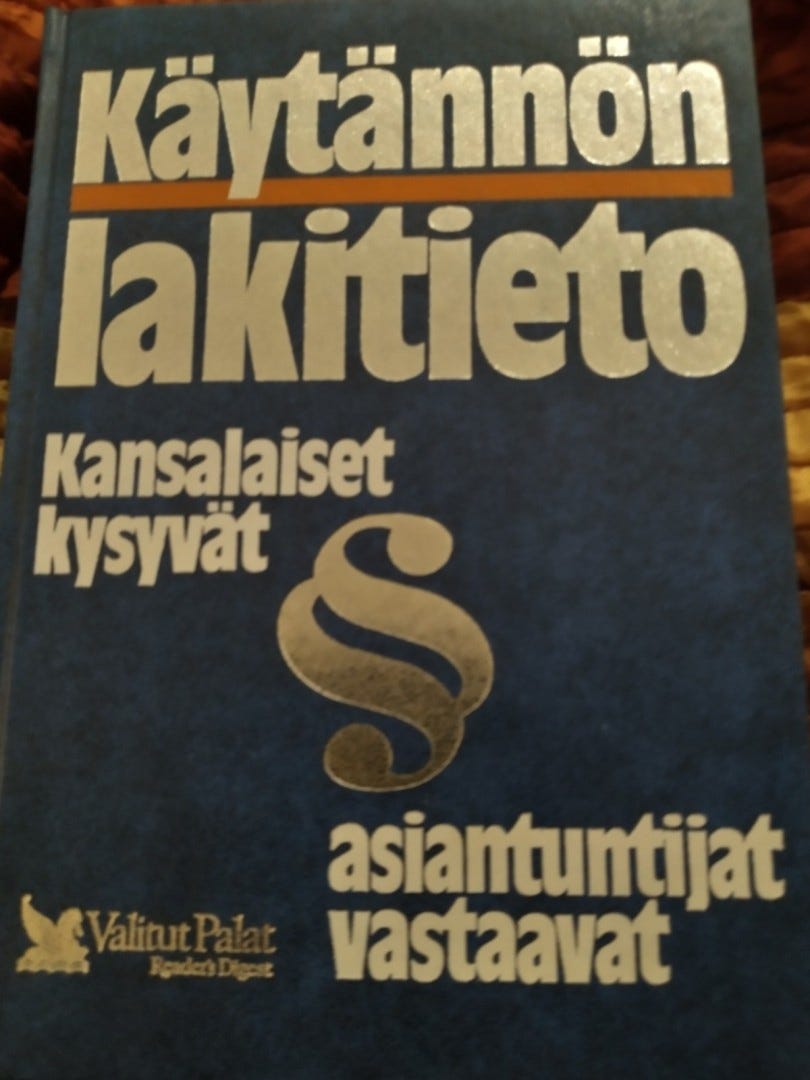 Käytännön
lakitieto
Kansalaiset
kysyvät
§
asiantuntijat
vastaavat
Valitut Palat
Reader's Digest